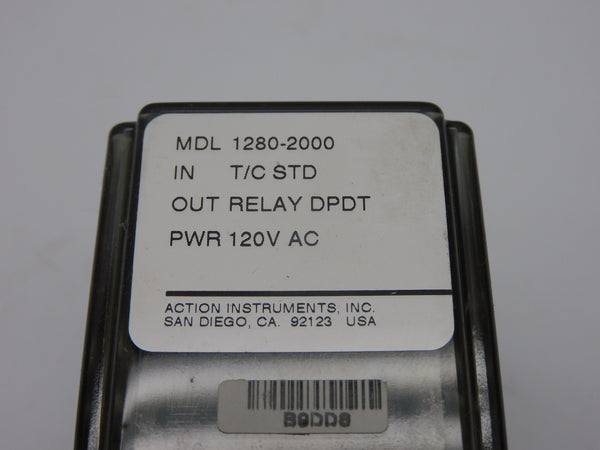 MDL 1280-2000
IN T/C STD
OUT RELAY DPDT
PWR 120V AC
ACTION INSTRUMENTS, INC.
SAN DIEGO, CA. 92123 USA